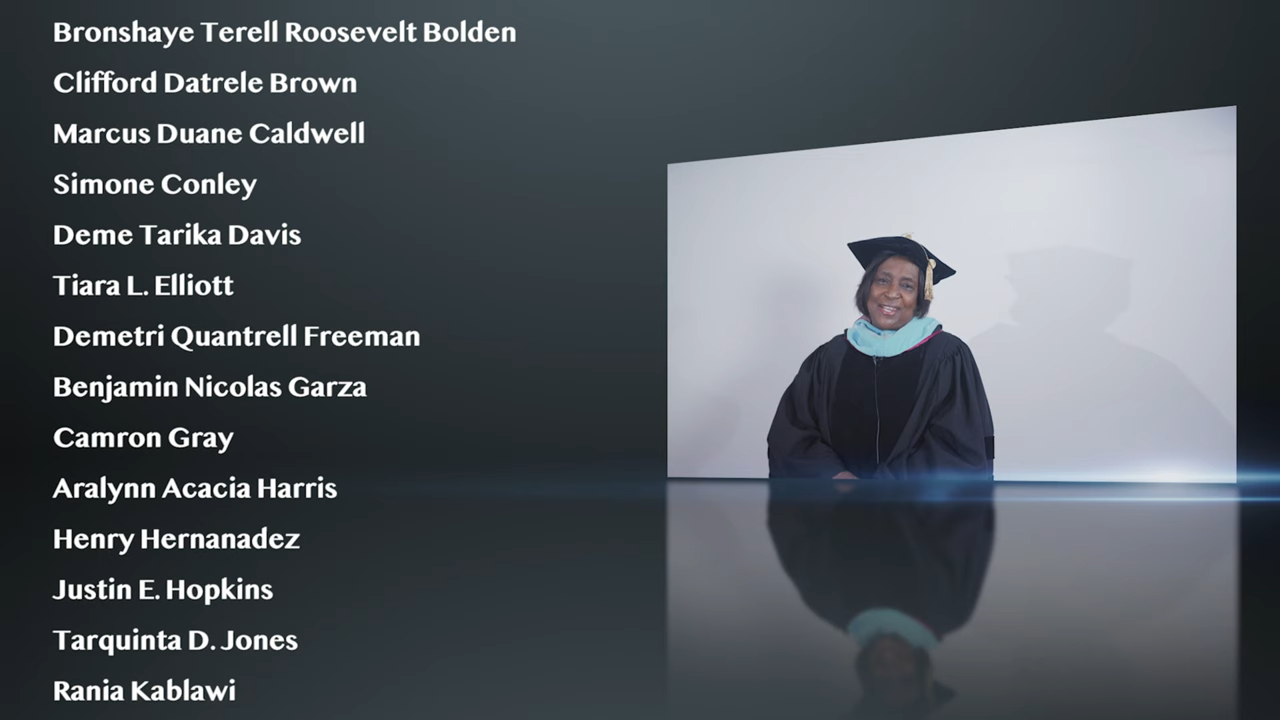 Bronshaye Terell Roosevelt Bolden
Clifford Datrele Brown
Marcus Duane Caldwell
Simone Conley
Deme Tarika Davis
Tiara L. Elliott
Demetri Quantrell Freeman
Benjamin Nicolas Garza
Camron Gray
Aralynn Acacia Harris
Henry Hernanadez
Justin E. Hopkins
Tarquinta D. Jones
Rania Kablawi